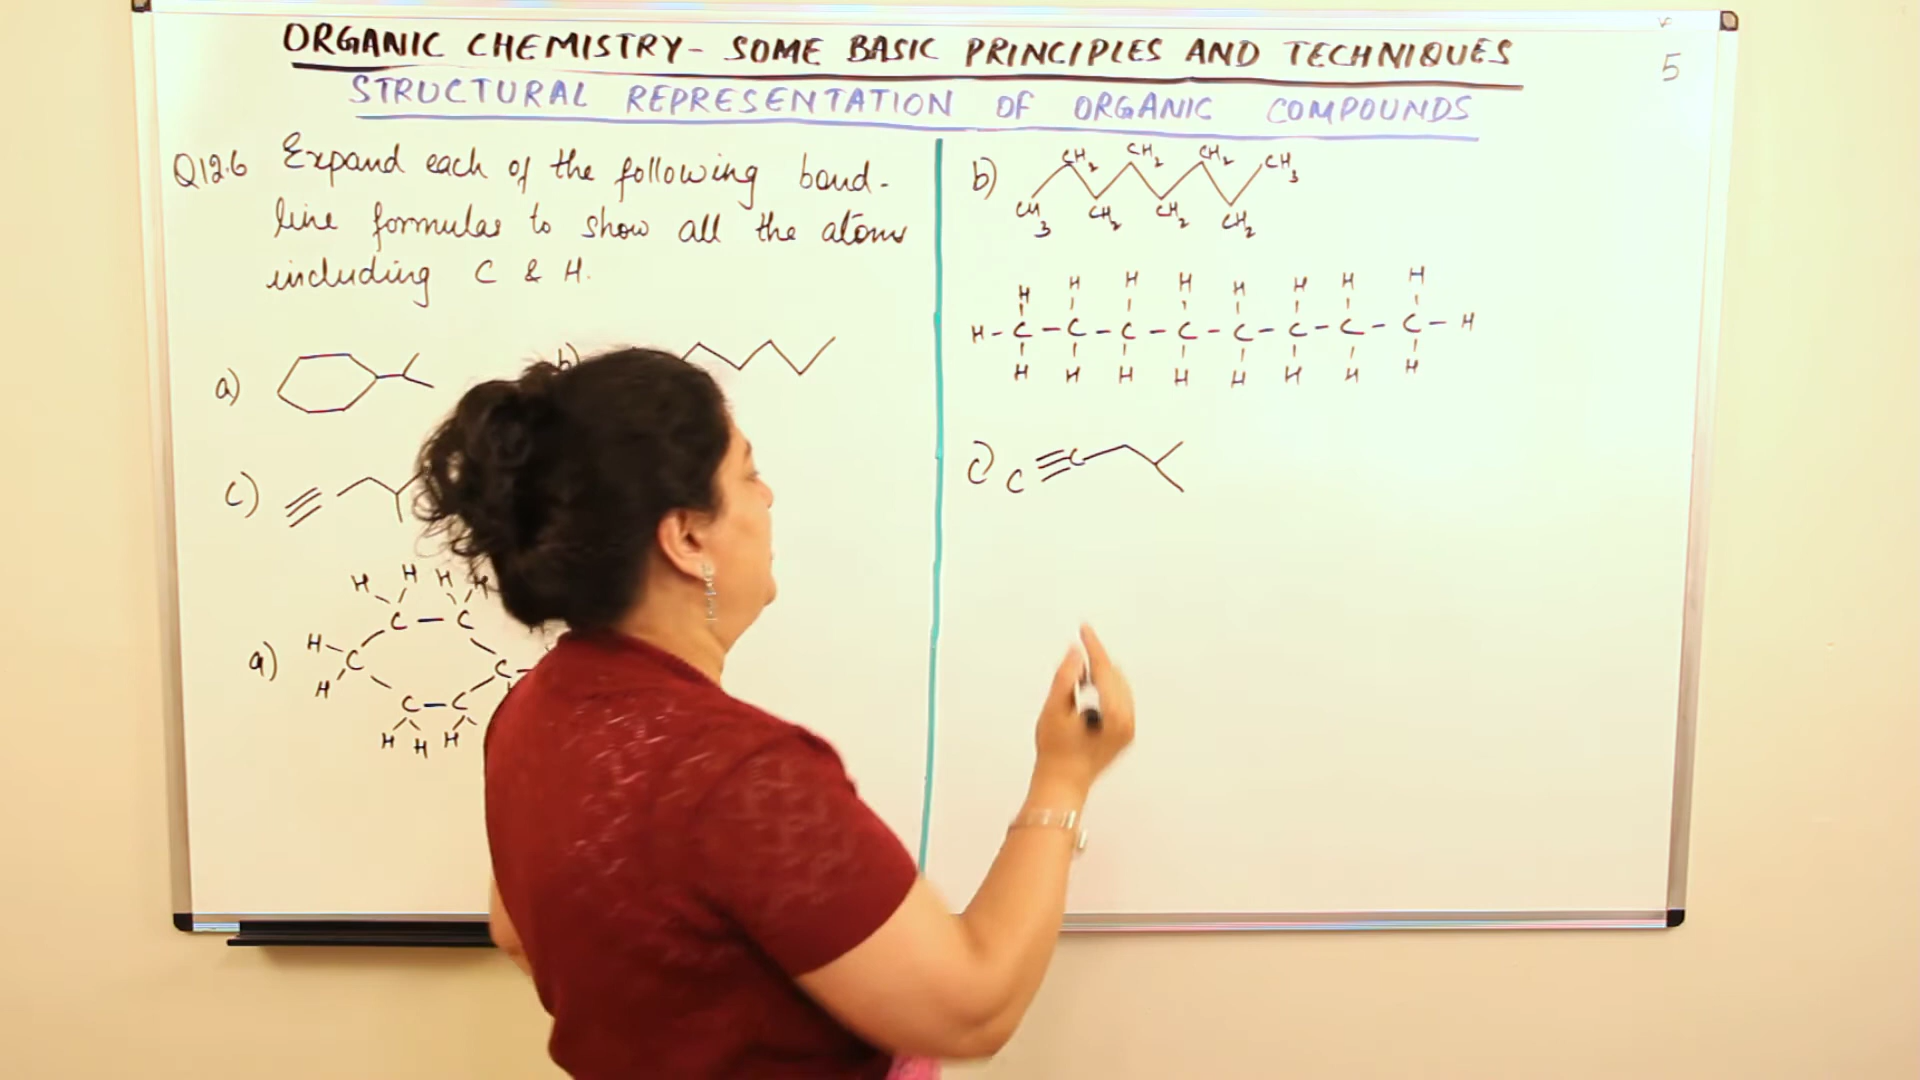 ORGANIC CHEMISTRY - SOME BASIC PRINCIPLES AND TECHNIQUES
5
STRUCTURAL REPRESENTATION OF ORGANIC COMPOUNDS
Q12.6 Expand each of the following bond-
line formulas to show all the atoms
including C & H.
a)
b)
c)
H H H H
C - C
H - C
H
a)
C -
C - C
H H H
b)
CH2 CH2 CH2 CH3
CH3 CH2 CH2 CH2
H H H H H H H H
H - C - C - C - C - C - C - C - C - H
H H H H H H H H
c) C ≡ C